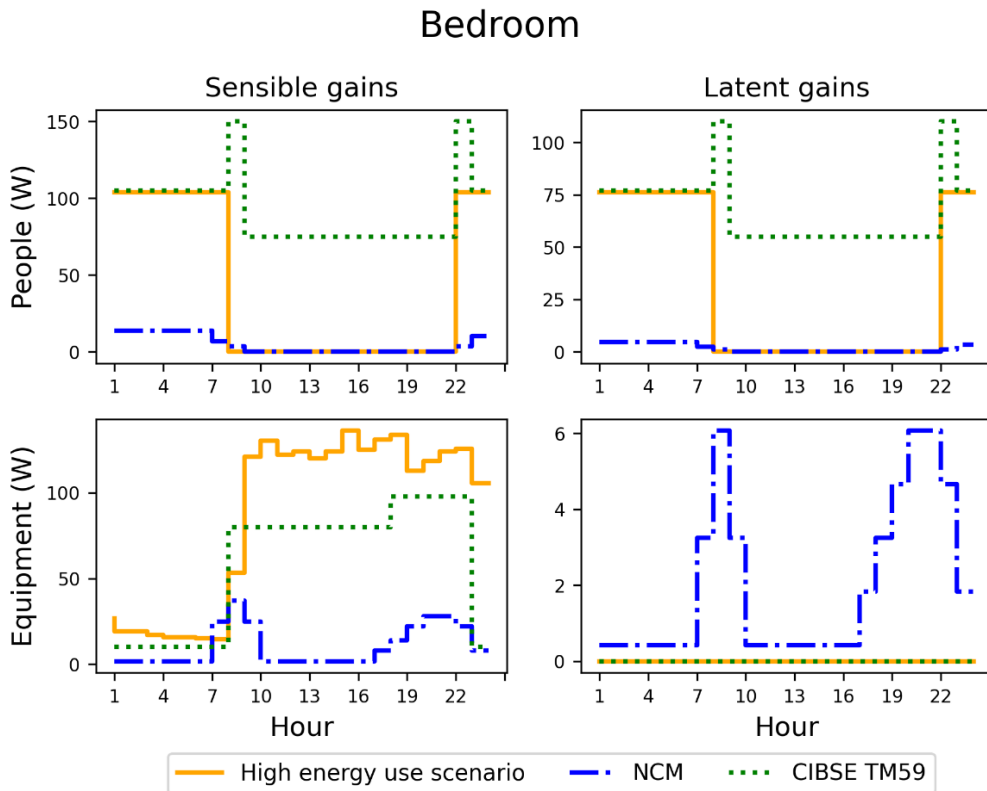 Bedroom
Sensible gains
Latent gains
People (W)
150
100
50
0
1 4 7 10 13 16 19 22
100
75
50
25
0
1 4 7 10 13 16 19 22
Equipment (W)
100
50
0
1 4 7 10 13 16 19 22
Hour
6
4
2
0
1 4 7 10 13 16 19 22
Hour
High energy use scenario NCM CIBSE TM59